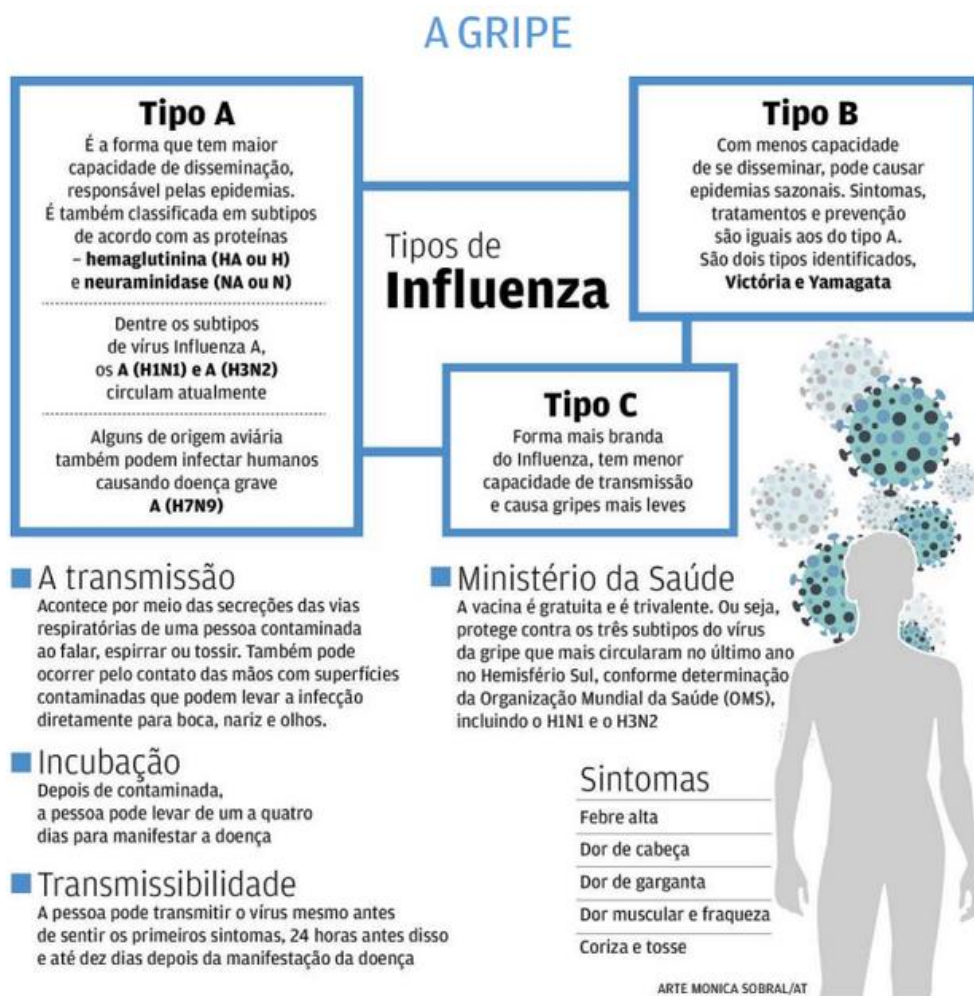 A GRIPE
Tipo A
É a forma que tem maior
capacidade de disseminação,
responsável pelas epidemias.
É também classificada em subtipos
de acordo com as proteínas
– hemaglutinina (HA ou H)
e neuraminidase (NA ou N)
Dentre os subtipos
de vírus Influenza A,
os A (H1N1) e A (H3N2)
circulam atualmente
Alguns de origem aviária
também podem infectar humanos
causando doença grave
A (H7N9)
Tipos de
Influenza
Tipo B
Com menos capacidade
de se disseminar, pode causar
epidemias sazonais. Sintomas,
tratamentos e prevenção
são iguais aos do tipo A.
São dois tipos identificados,
Victória e Yamagata
Tipo C
Forma mais branda
do Influenza, tem menor
capacidade de transmissão
e causa gripes mais leves
A transmissão
Acontece por meio das secreções das vias
respiratórias de uma pessoa contaminada
ao falar, espirrar ou tossir. Também pode
ocorrer pelo contato das mãos com superfícies
contaminadas que podem levar a infecção
diretamente para boca, nariz e olhos.
Incubação
Depois de contaminada,
a pessoa pode levar de um a quatro
dias para manifestar a doença
Transmissibilidade
A pessoa pode transmitir o vírus mesmo antes
de sentir os primeiros sintomas, 24 horas antes disso
e até dez dias depois da manifestação da doença
Ministério da Saúde
A vacina é gratuita e é trivalente. Ou seja,
protege contra os três subtipos do vírus
da gripe que mais circularam no último ano
no Hemisfério Sul, conforme determinação
da Organização Mundial da Saúde (OMS),
incluindo o H1N1 e o H3N2
Sintomas
Febre alta
Dor de cabeça
Dor de garganta
Dor muscular e fraqueza
Coriza e tosse
ARTE MONICA SOBRAL/AT